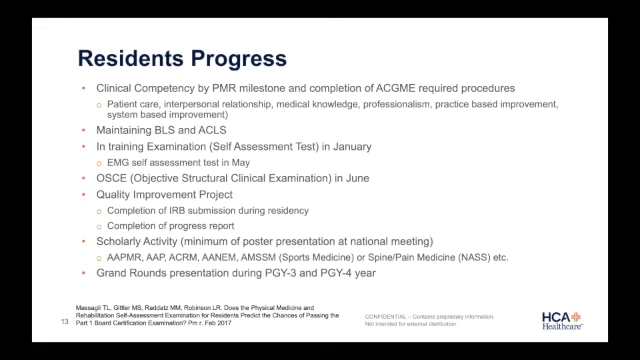 Residents Progress
• Clinical Competency by PMR milestone and completion of ACGME required procedures
o Patient care, interpersonal relationship, medical knowledge, professionalism, practice based improvement,
system based improvement)
• Maintaining BLS and ACLS
• In training Examination (Self Assessment Test) in January
o EMG self assessment test in May
• OSCE (Objective Structural Clinical Examination) in June
• Quality Improvement Project
o Completion of IRB submission during residency
o Completion of progress report
• Scholarly Activity (minimum of poster presentation at national meeting)
o AAPMR, AAP, ACRM, AANEM, AMSSM (Sports Medicine) or Spine/Pain Medicine (NASS) etc.
• Grand Rounds presentation during PGY-3 and PGY-4 year
Massagli TL, Gittler MS, Raddatz MM, Robinson LR. Does the Physical Medicine and
Rehabilitation Self-Assessment Examination for Residents Predict the Chances of Passing the
Part 1 Board Certification Examination? Pm r. Feb 2017
13
CONFIDENTIAL – Contains proprietary information.
Not intended for external distribution.
HCA
Healthcare™